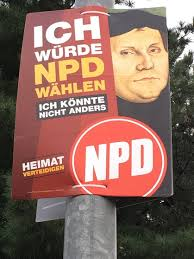 ICH
WÜRDE
NPD
WÄHLEN
ICH KÖNNTE
NICHT ANDERS
HEIMAT
VERTEIDIGEN
NPD